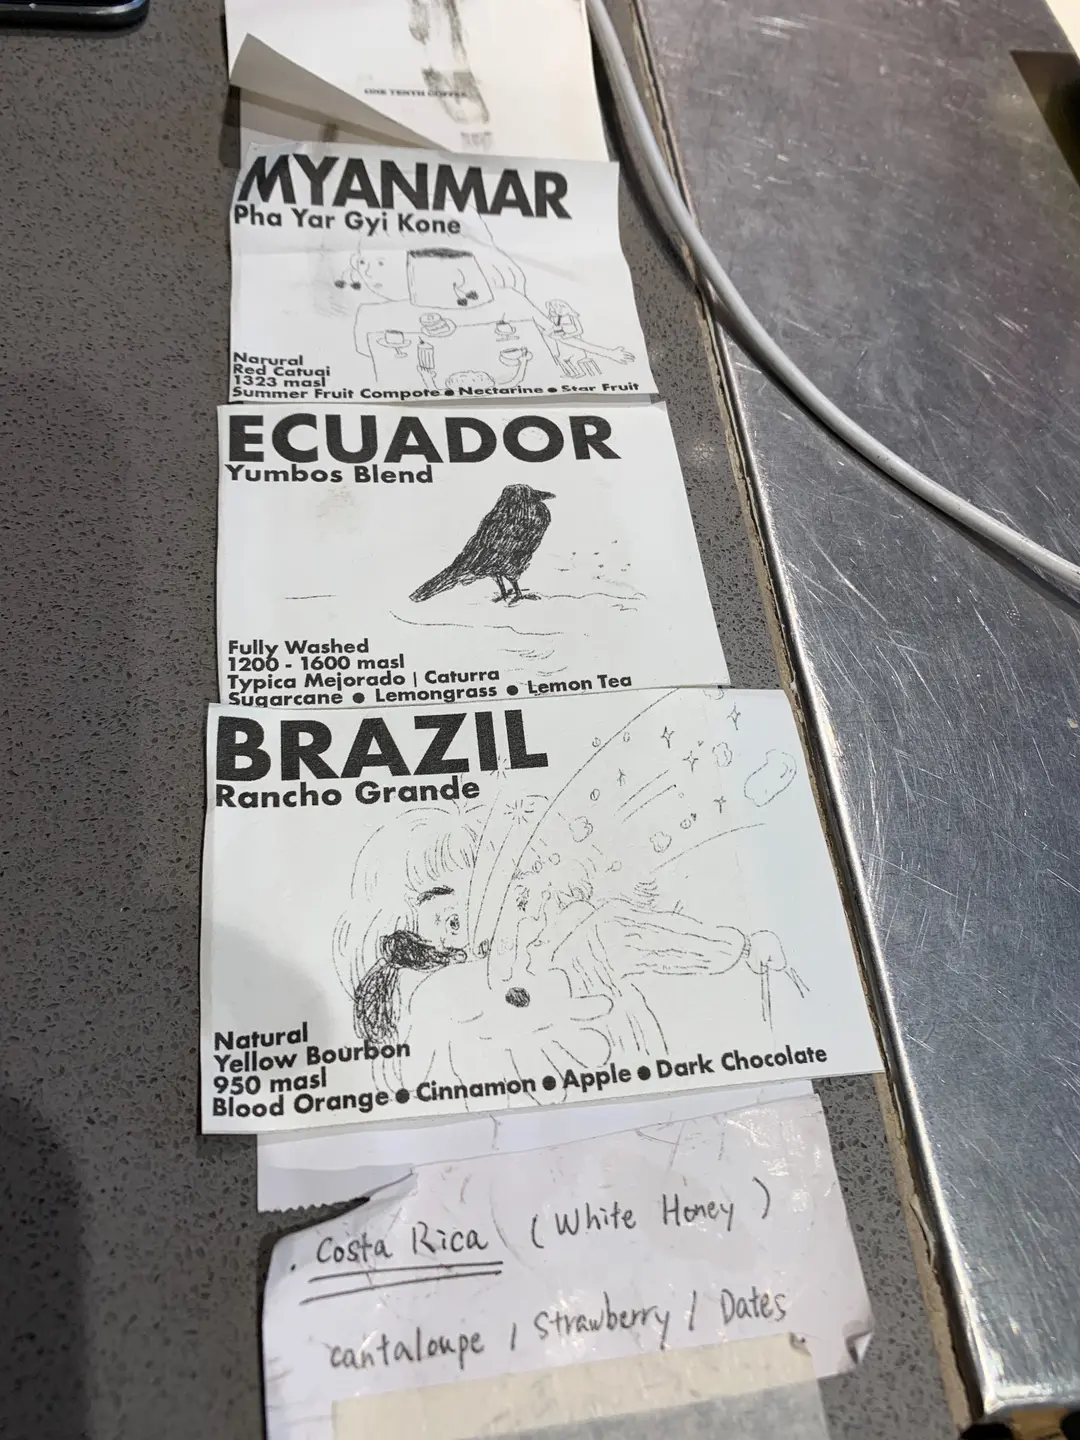 ONE TENTH COFFEE
MYANMAR
Pha Yar Gyi Kone
Narural
Red Catuai
1323 masl
Summer Fruit Compote ● Nectarine ● Star Fruit
ECUADOR
Yumbos Blend
Fully Washed
1200 - 1600 masl
Typica Mejorado | Caturra
Sugarcane ● Lemongrass ● Lemon Tea
BRAZIL
Rancho Grande
Natural
Yellow Bourbon
950 masl
Blood Orange ● Cinnamon ● Apple ● Dark Chocolate
. Costa Rica (White Honey)
cantaloupe / Strawberry / Dates